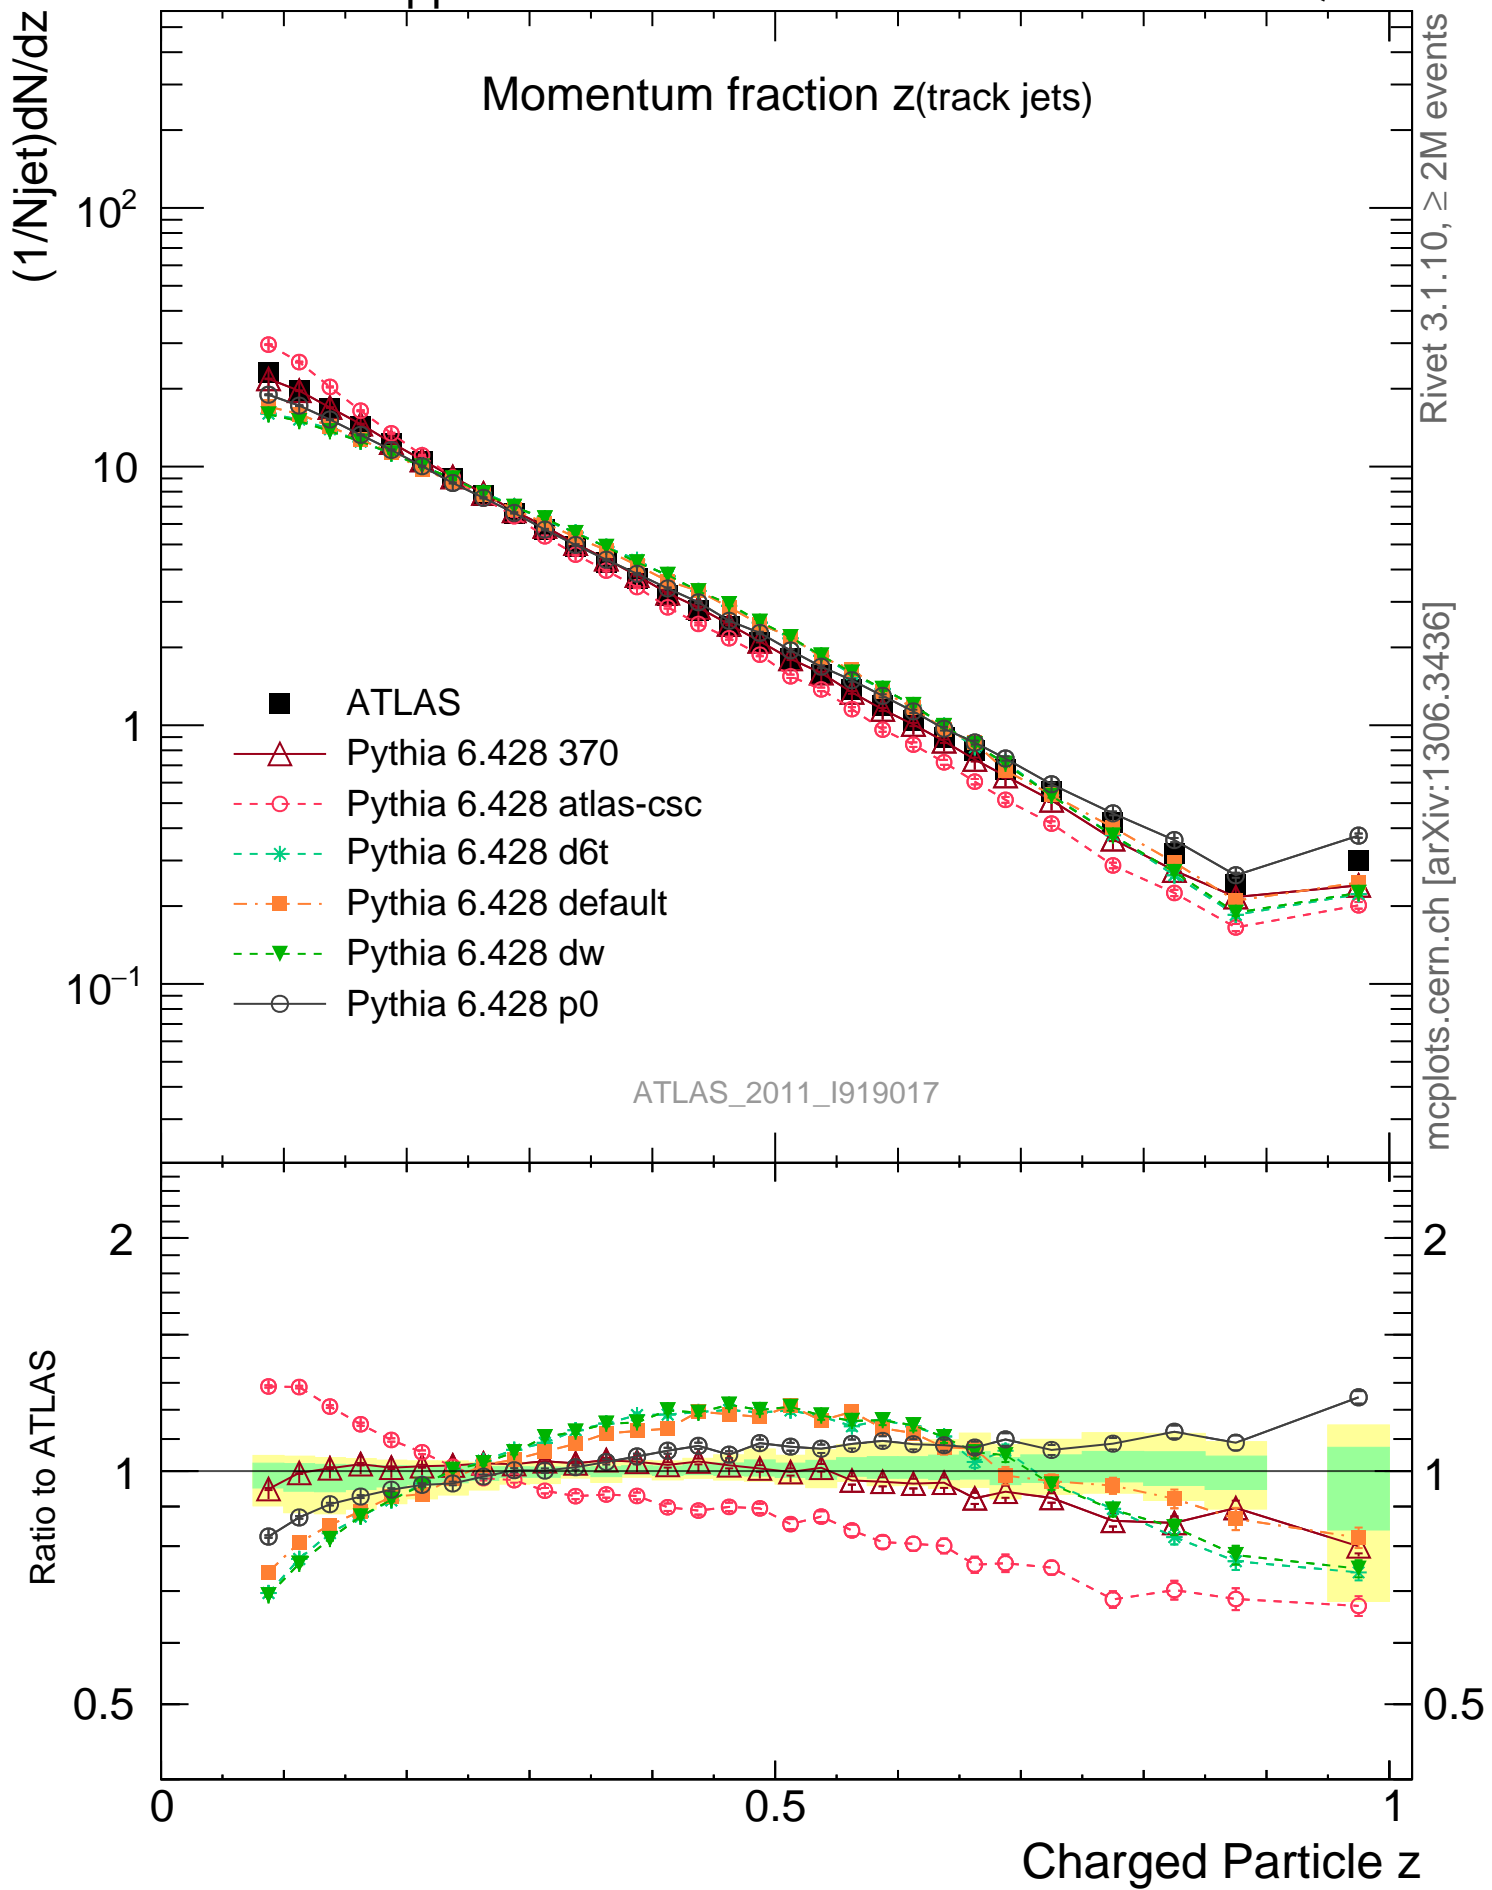 (1/Njet)dN/dz
Momentum fraction z(track jets)
10²
10
1
10⁻¹
ATLAS
Pythia 6.428 370
Pythia 6.428 atlas-csc
Pythia 6.428 d6t
Pythia 6.428 default
Pythia 6.428 dw
Pythia 6.428 p0
ATLAS_2011_I919017
Rivet 3.1.10, ≥ 2M events
mcplots.cern.ch [arXiv:1306.3436]
Ratio to ATLAS
2
1
0.5
2
1
0.5
0
0.5
1
Charged Particle z